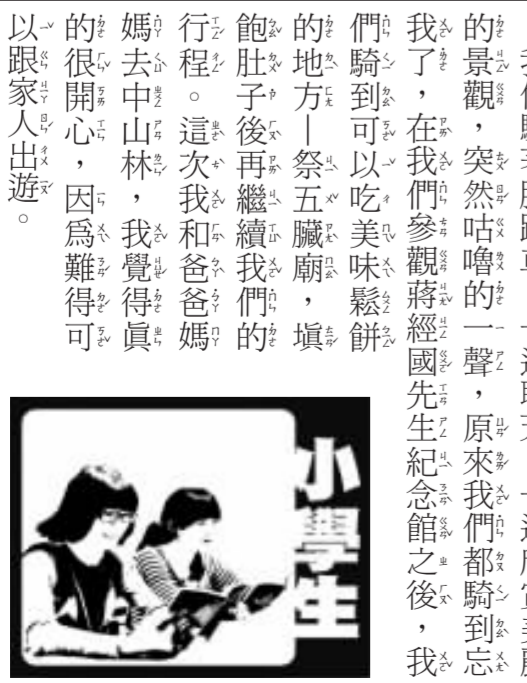 的景觀，突然咕嚕的一聲，原來我們都騎到忘
我了，在我們參觀蔣經國先生紀念館之後，我
們騎到可以吃美味鬆餅
的地方—祭五臟廟，塡
飽肚子後再繼續我們的
行程。這次我和爸爸媽
媽去中山林，我覺得眞
的很開心，因爲難得可
以跟家人出遊。
小學生